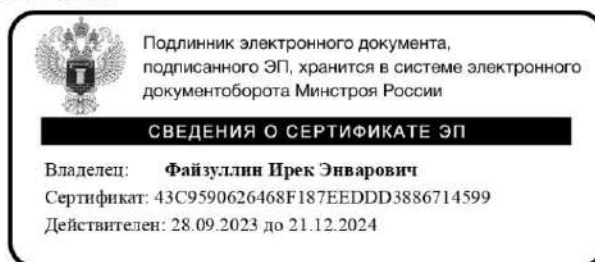 Подлинник электронного документа,
подписанного ЭП, хранится в системе электронного
документоборота Минстроя России
СВЕДЕНИЯ О СЕРТИФИКАТЕ ЭП
Владелец: Файзуллин Ирек Энварович
Сертификат: 43C9590626468F187EEDDD3886714599
Действителен: 28.09.2023 до 21.12.2024